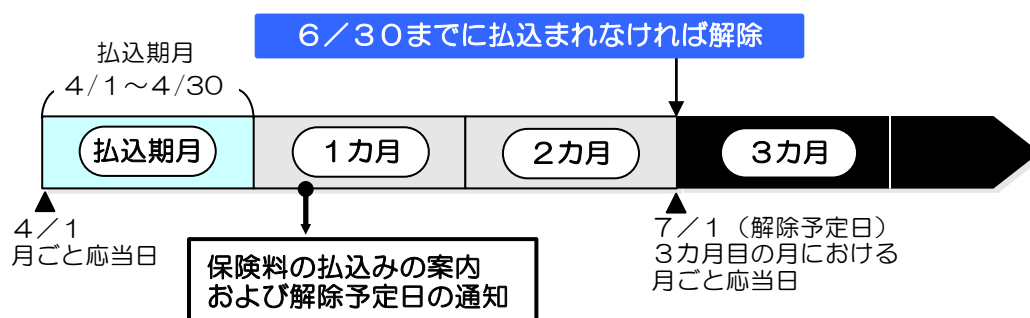 ６／３０までに払込まれなければ解除
払込期月
４/１～４/３０
払込期月
１カ月
２カ月
３カ月
４／１
月ごと応当日
７／１（解除予定日）
３カ月目の月における
月ごと応当日
保険料の払込みの案内
および解除予定日の通知